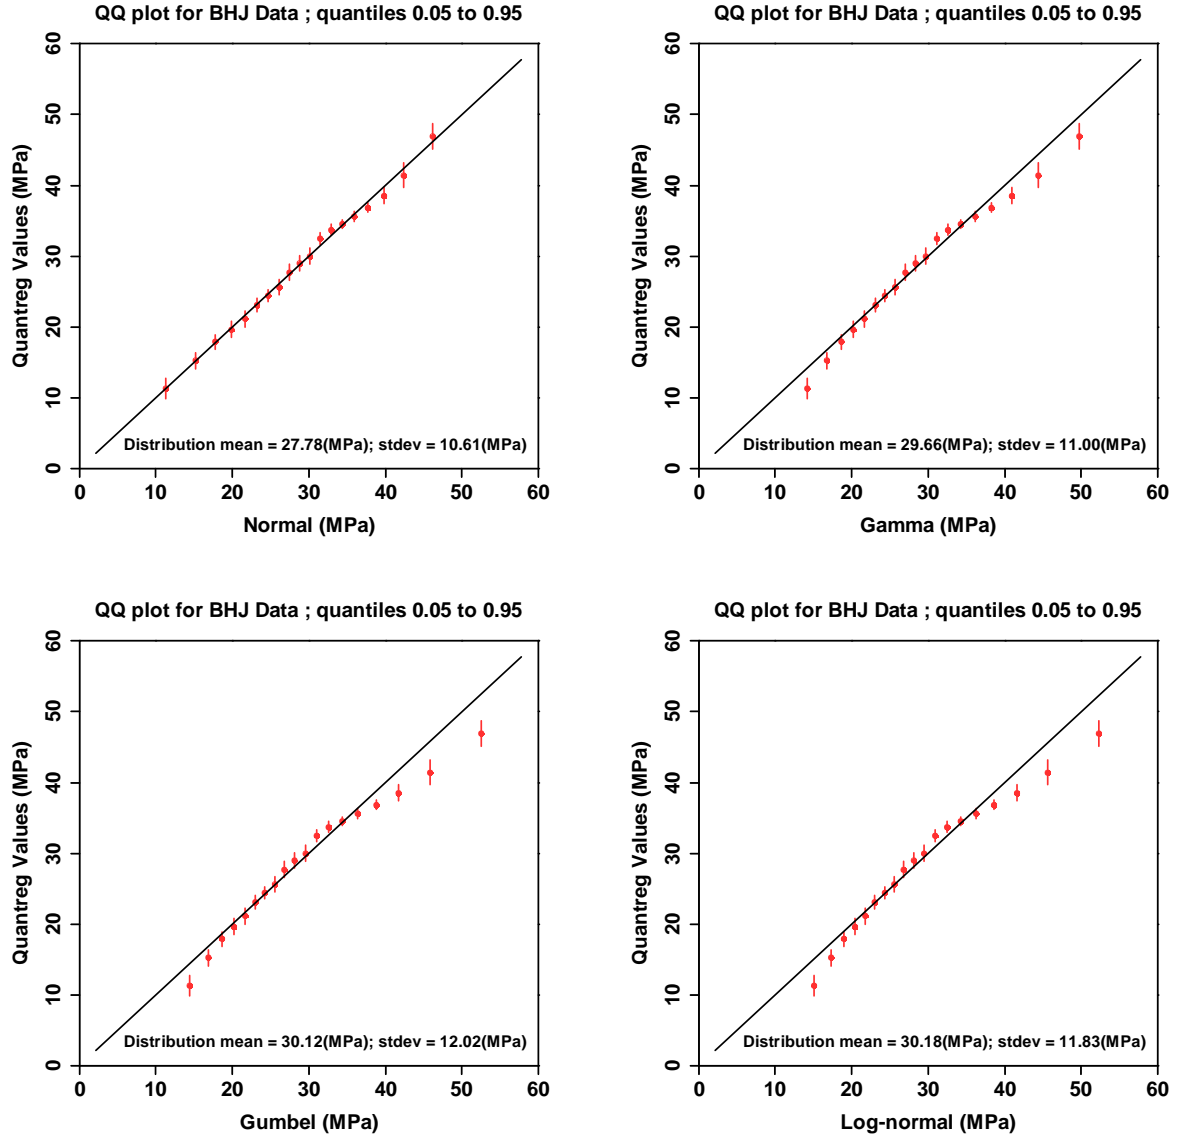 QQ plot for BHJ Data ; quantiles 0.05 to 0.95
Quantreg Values (MPa)
60
50
40
30
20
10
0
Distribution mean = 27.78(MPa); stdev = 10.61(MPa)
0 10 20 30 40 50 60
Normal (MPa)
QQ plot for BHJ Data ; quantiles 0.05 to 0.95
Quantreg Values (MPa)
60
50
40
30
20
10
0
Distribution mean = 29.66(MPa); stdev = 11.00(MPa)
0 10 20 30 40 50 60
Gamma (MPa)
QQ plot for BHJ Data ; quantiles 0.05 to 0.95
Quantreg Values (MPa)
60
50
40
30
20
10
0
Distribution mean = 30.12(MPa); stdev = 12.02(MPa)
0 10 20 30 40 50 60
Gumbel (MPa)
QQ plot for BHJ Data ; quantiles 0.05 to 0.95
Quantreg Values (MPa)
60
50
40
30
20
10
0
Distribution mean = 30.18(MPa); stdev = 11.83(MPa)
0 10 20 30 40 50 60
Log-normal (MPa)